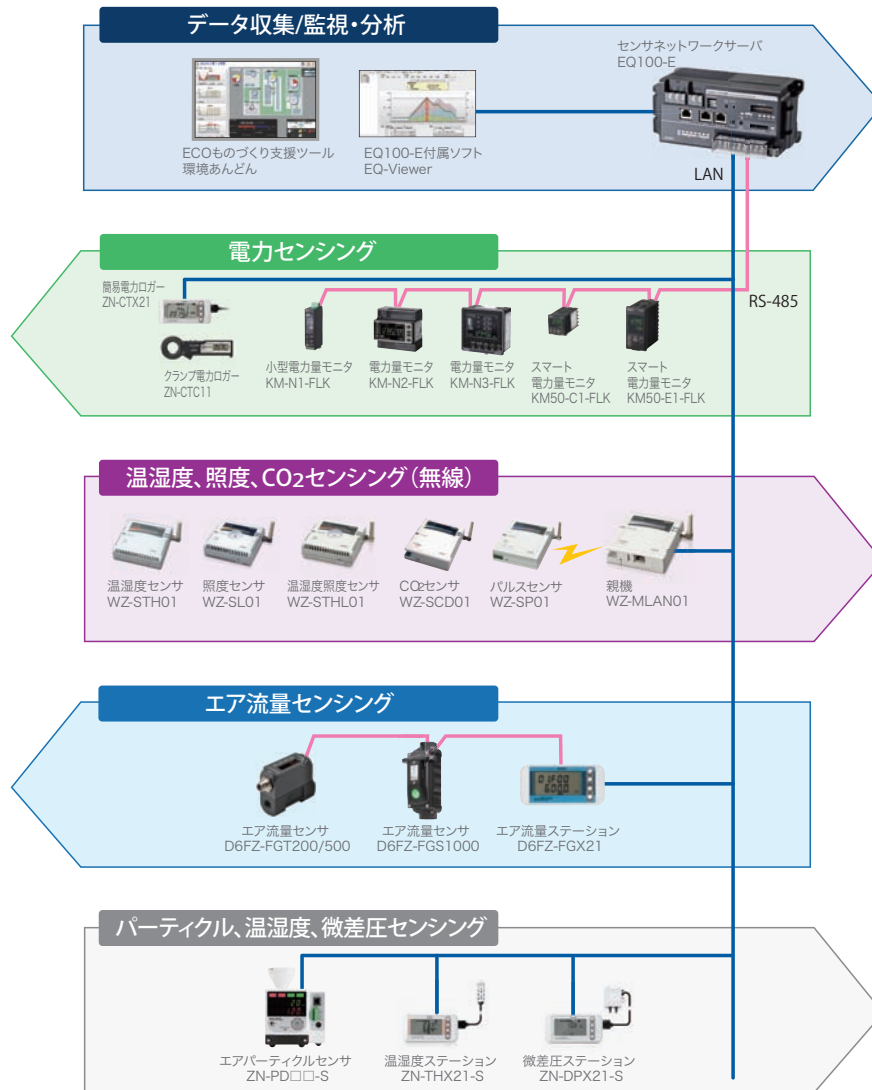 データ収集/監視・分析
センサネットワークサーバ
EQ100-E
ECOものづくり支援ツール
環境あんどん
EQ100-E付属ソフト
EQ-Viewer
LAN
電力センシング
簡易電力ロガー
ZN-CTX21
クランプ電力ロガー
ZN-CTC11
小型電力量モニタ
KM-N1-FLK
電力量モニタ
KM-N2-FLK
電力量モニタ
KM-N3-FLK
スマート
電力量モニタ
KM50-C1-FLK
スマート
電力量モニタ
KM50-E1-FLK
RS-485
温湿度、照度、CO2センシング(無線)
温湿度センサ
WZ-STH01
照度センサ
WZ-SL01
温湿度照度センサ
WZ-STHL01
CO2センサ
WZ-SCD01
パルスセンサ
WZ-SP01
親機
WZ-MLAN01
エア流量センシング
エア流量センサ
D6FZ-FGT200/500
エア流量センサ
D6FZ-FGS1000
エア流量ステーション
D6FZ-FGX21
パーティクル、温湿度、微差圧センシング
エアパーティクルセンサ
ZN-PD□□-S
温湿度ステーション
ZN-THX21-S
微差圧ステーション
ZN-DPX21-S